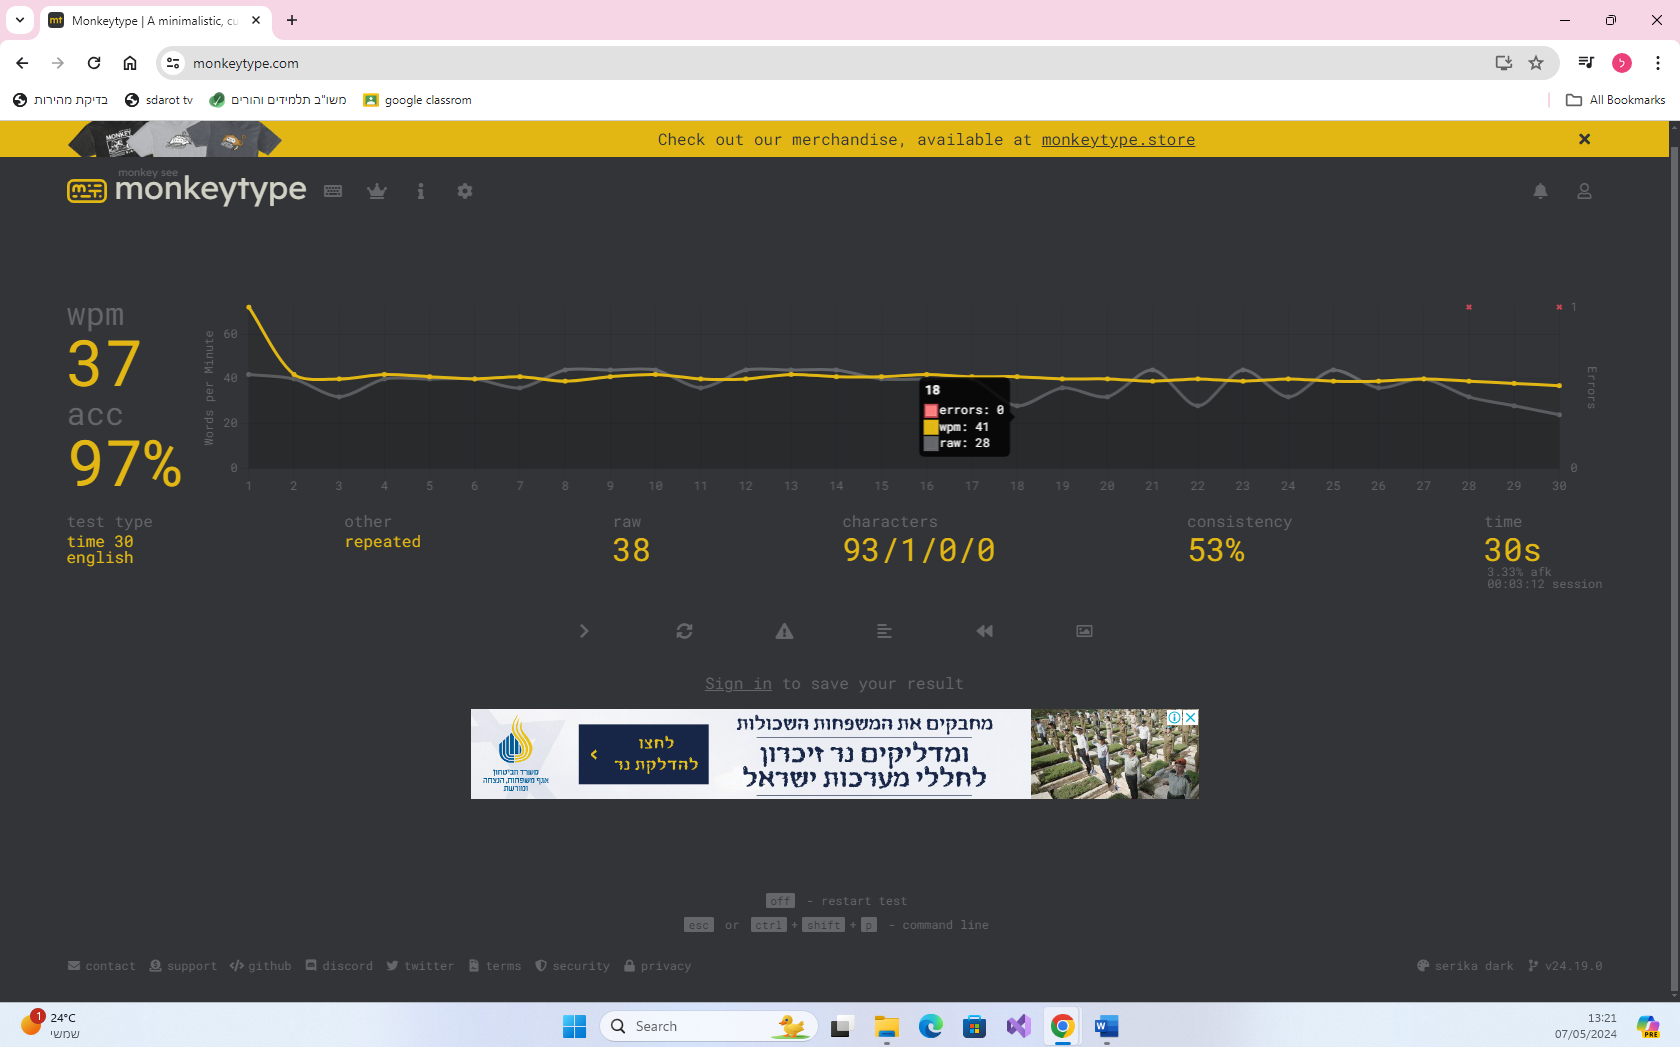 Monkeytype | A minimalistic, cu
monkeytype.com
בדיקת מהירות
sdarot tv
משו"ב תלמידים והורים
google classrom
All Bookmarks
MONKEY
Check out our merchandise, available at monkeytype.store
monkey see
monkeytype
wpm
37
acc
97%
Words per Minute
60
40
20
0
1
Errors
0
18
errors: 0
wpm: 41
raw: 28
1 2 3 4 5 6 7 8 9 10 11 12 13 14 15 16 17 18 19 20 21 22 23 24 25 26 27 28 29 30
test type
time 30
english
other
repeated
raw
38
characters
93/1/0/0
consistency
53%
time
30s
3.33% afk
00:03:12 session
Sign in to save your result
משרד הביטחון
אגף משפחות, הנצחה
ומורשת
לחצו
להדלקת נר
מחבקים את המשפחות השכולות
ומדליקים נר זיכרון
לחללי מערכות ישראל
off - restart test
esc or ctrl + shift + p - command line
contact support github discord twitter terms security privacy
serika dark v24.19.0
1
24°C
שמשי
Search
PRE
13:21
07/05/2024